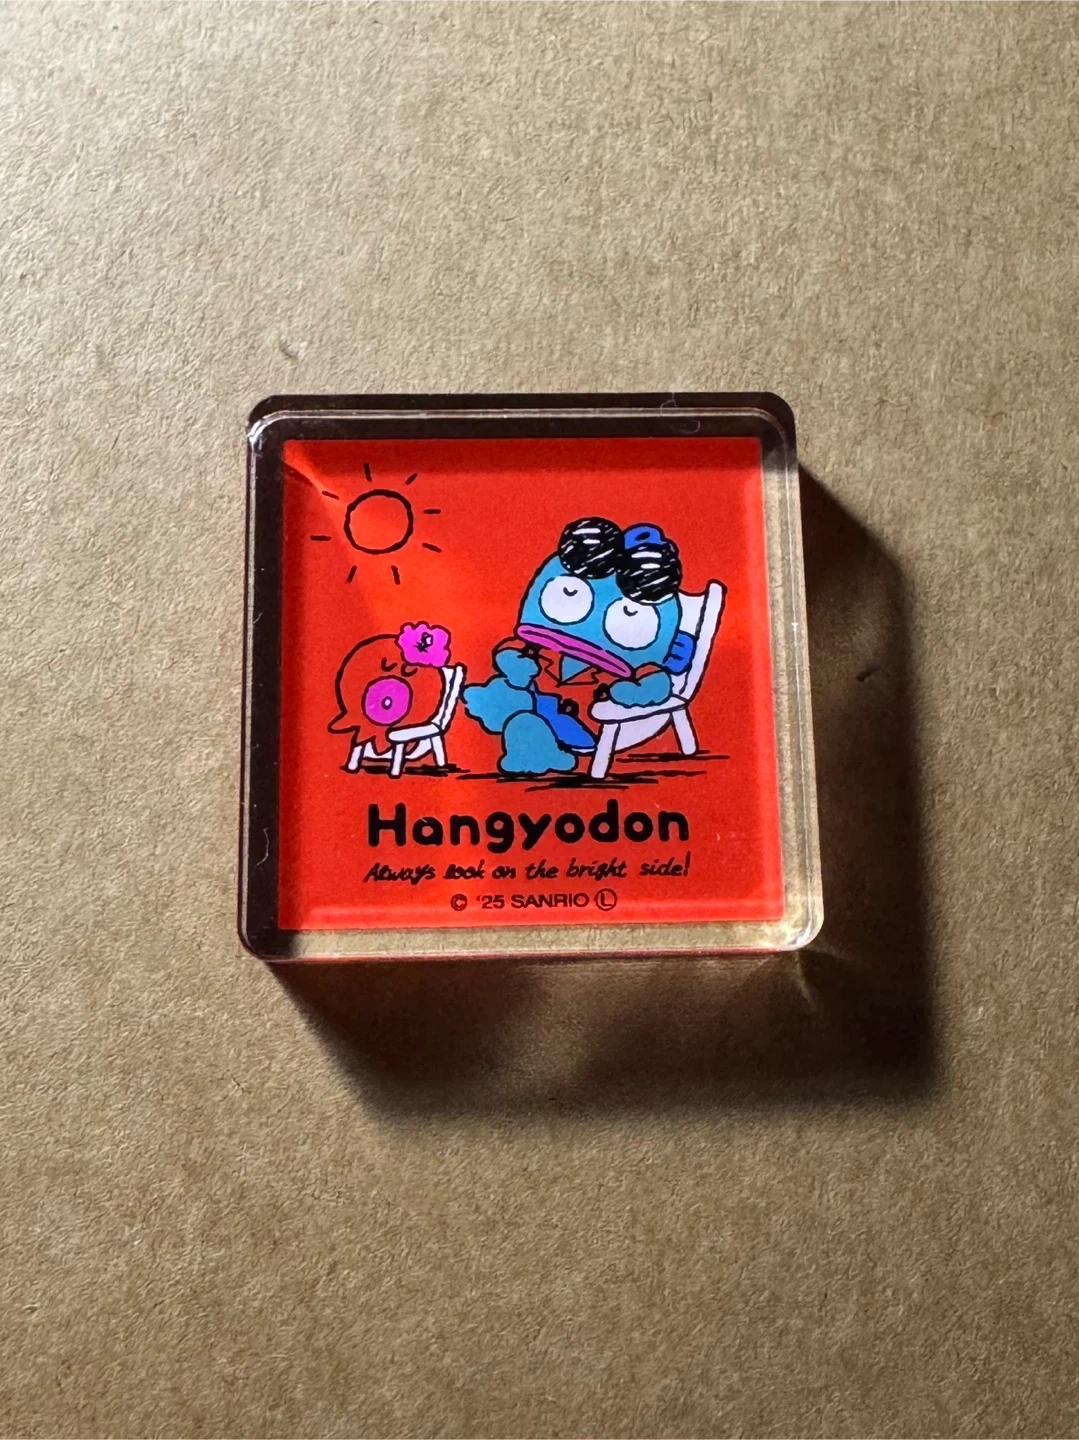 Hangyodon
Always look on the bright side!
© '25 SANRIO Ⓛ